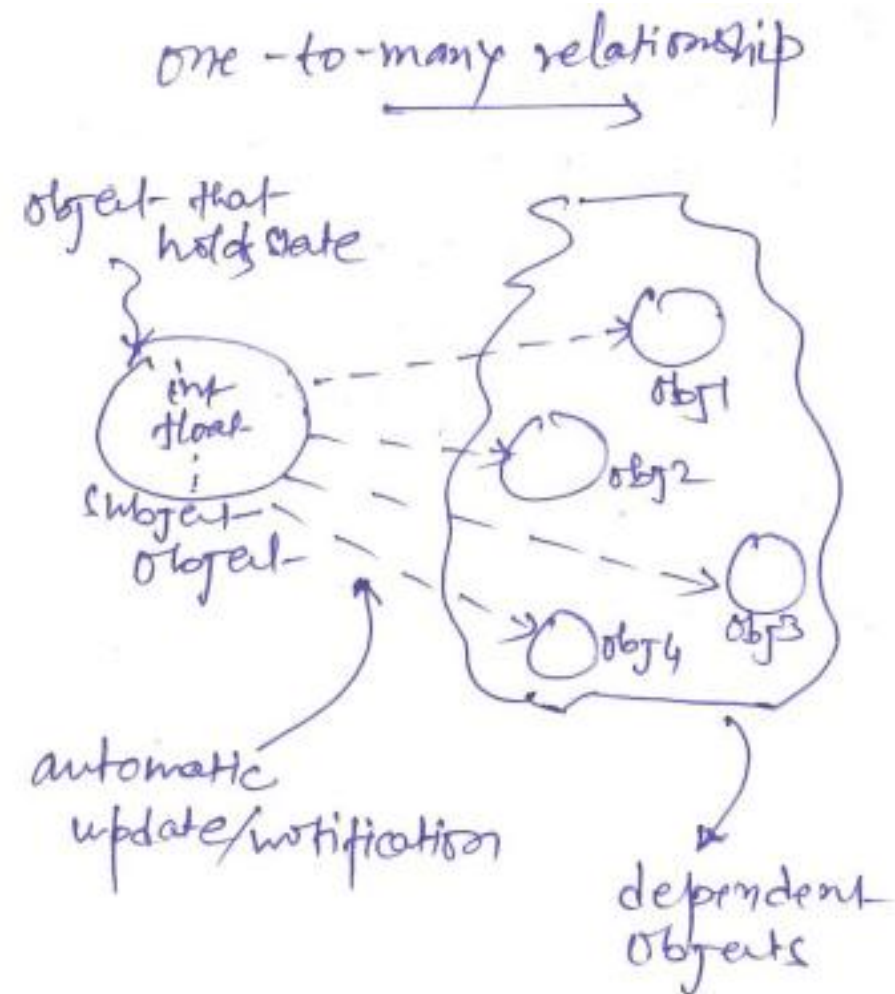 one-to-many relationship
object that
holds state
int
float
Subject
Object
obj1
obj2
obj3
obj4
automatic
update/notification
dependent
Objects